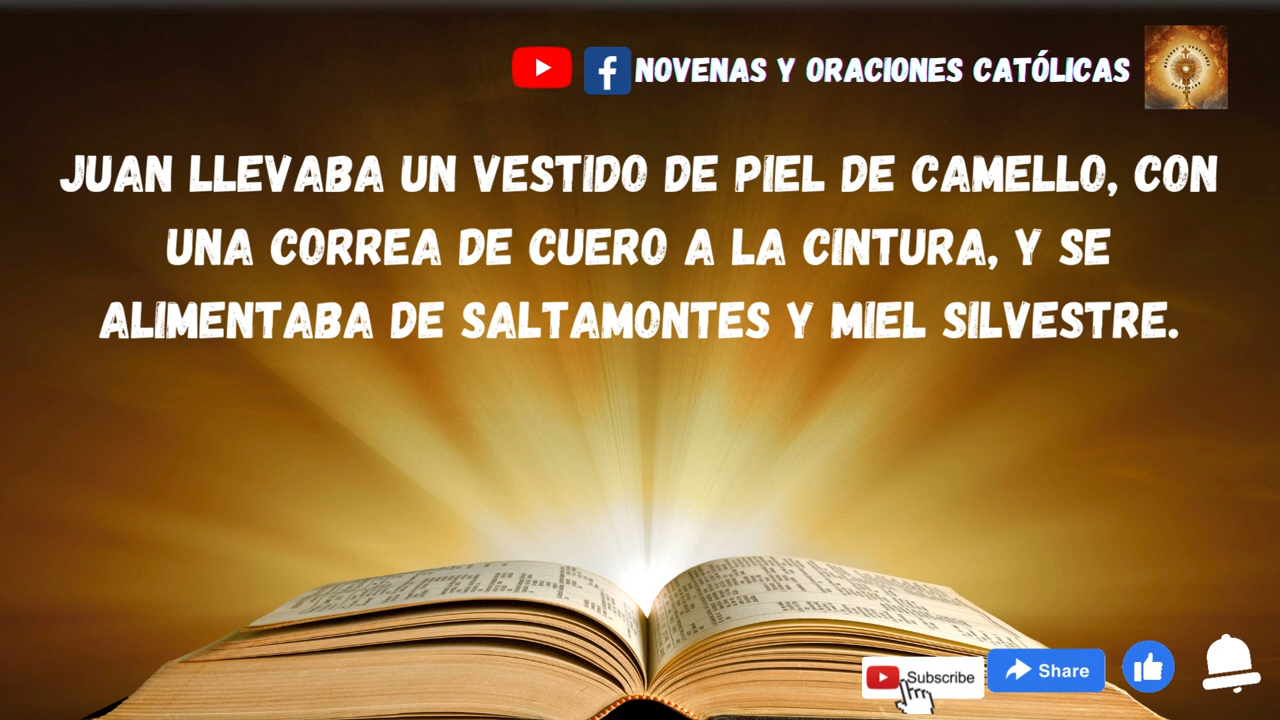 NOVENAS Y ORACIONES CATÓLICAS
JUAN LLEVABA UN VESTIDO DE PIEL DE CAMELLO, CON
UNA CORREA DE CUERO A LA CINTURA, Y SE
ALIMENTABA DE SALTAMONTES Y MIEL SILVESTRE.
Subscribe
Share